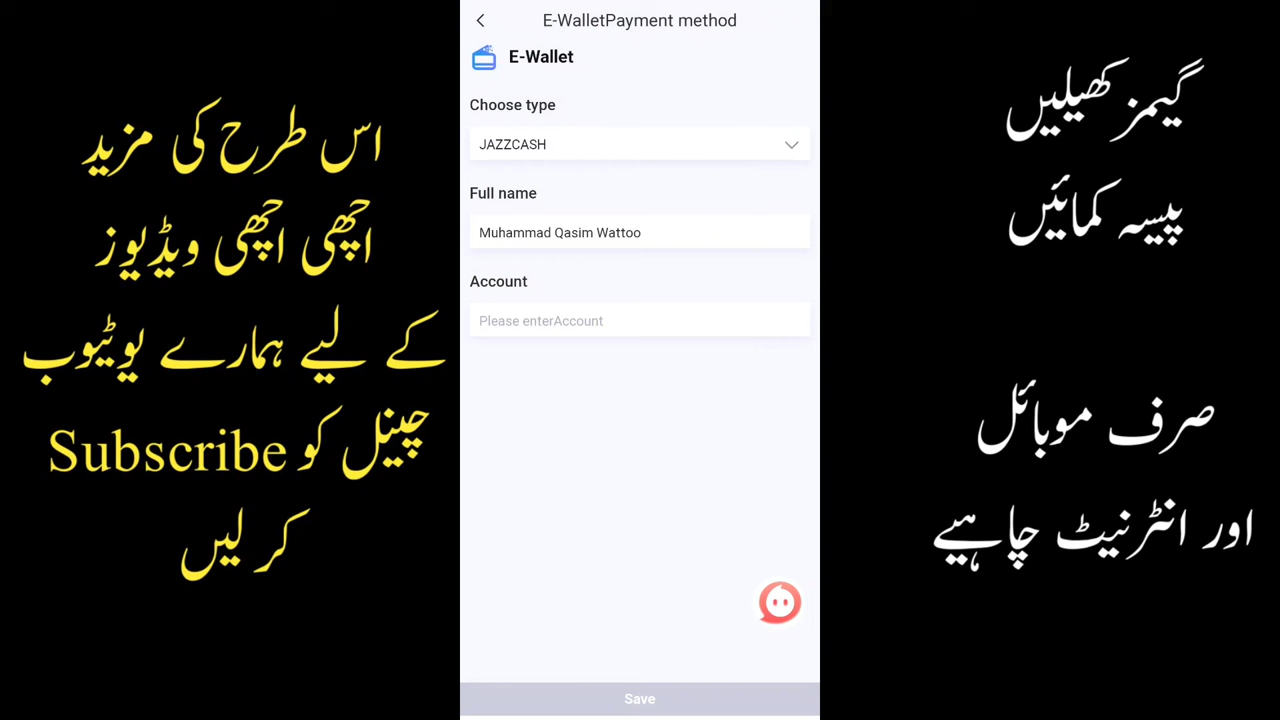 اس طرح کی مزید
اچھی اچھی ویڈیوز
کے لیے ہمارے یوٹیوب
چینل کو Subscribe
کر لیں
E-WalletPayment method
E-Wallet
Choose type
JAZZCASH
Full name
Muhammad Qasim Wattoo
Account
Please enterAccount
Save
گیمز کھیلیں
پیسہ کمائیں
صرف موبائل
اور انٹرنیٹ چاہیے